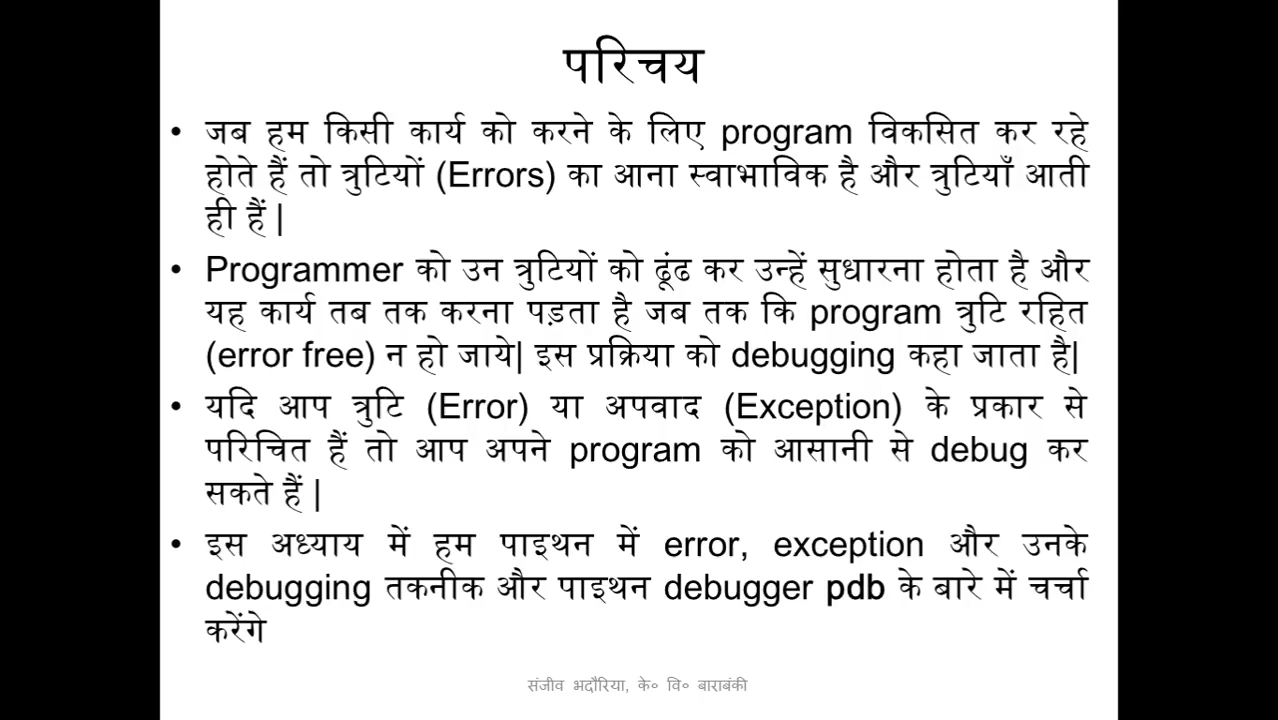 परिचय
• जब हम किसी कार्य को करने के लिए program विकसित कर रहे
होते हैं तो त्रुटियों (Errors) का आना स्वाभाविक है और त्रुटियाँ आती
ही हैं |
• Programmer को उन त्रुटियों को ढूंढ कर उन्हें सुधारना होता है और
यह कार्य तब तक करना पड़ता है जब तक कि program त्रुटि रहित
(error free) न हो जाये| इस प्रक्रिया को debugging कहा जाता है|
• यदि आप त्रुटि (Error) या अपवाद (Exception) के प्रकार से
परिचित हैं तो आप अपने program को आसानी से debug कर
सकते हैं |
• इस अध्याय में हम पाइथन में error, exception और उनके
debugging तकनीक और पाइथन debugger pdb के बारे में चर्चा
करेंगे
संजीव भदौरिया, के० वि० बाराबंकी